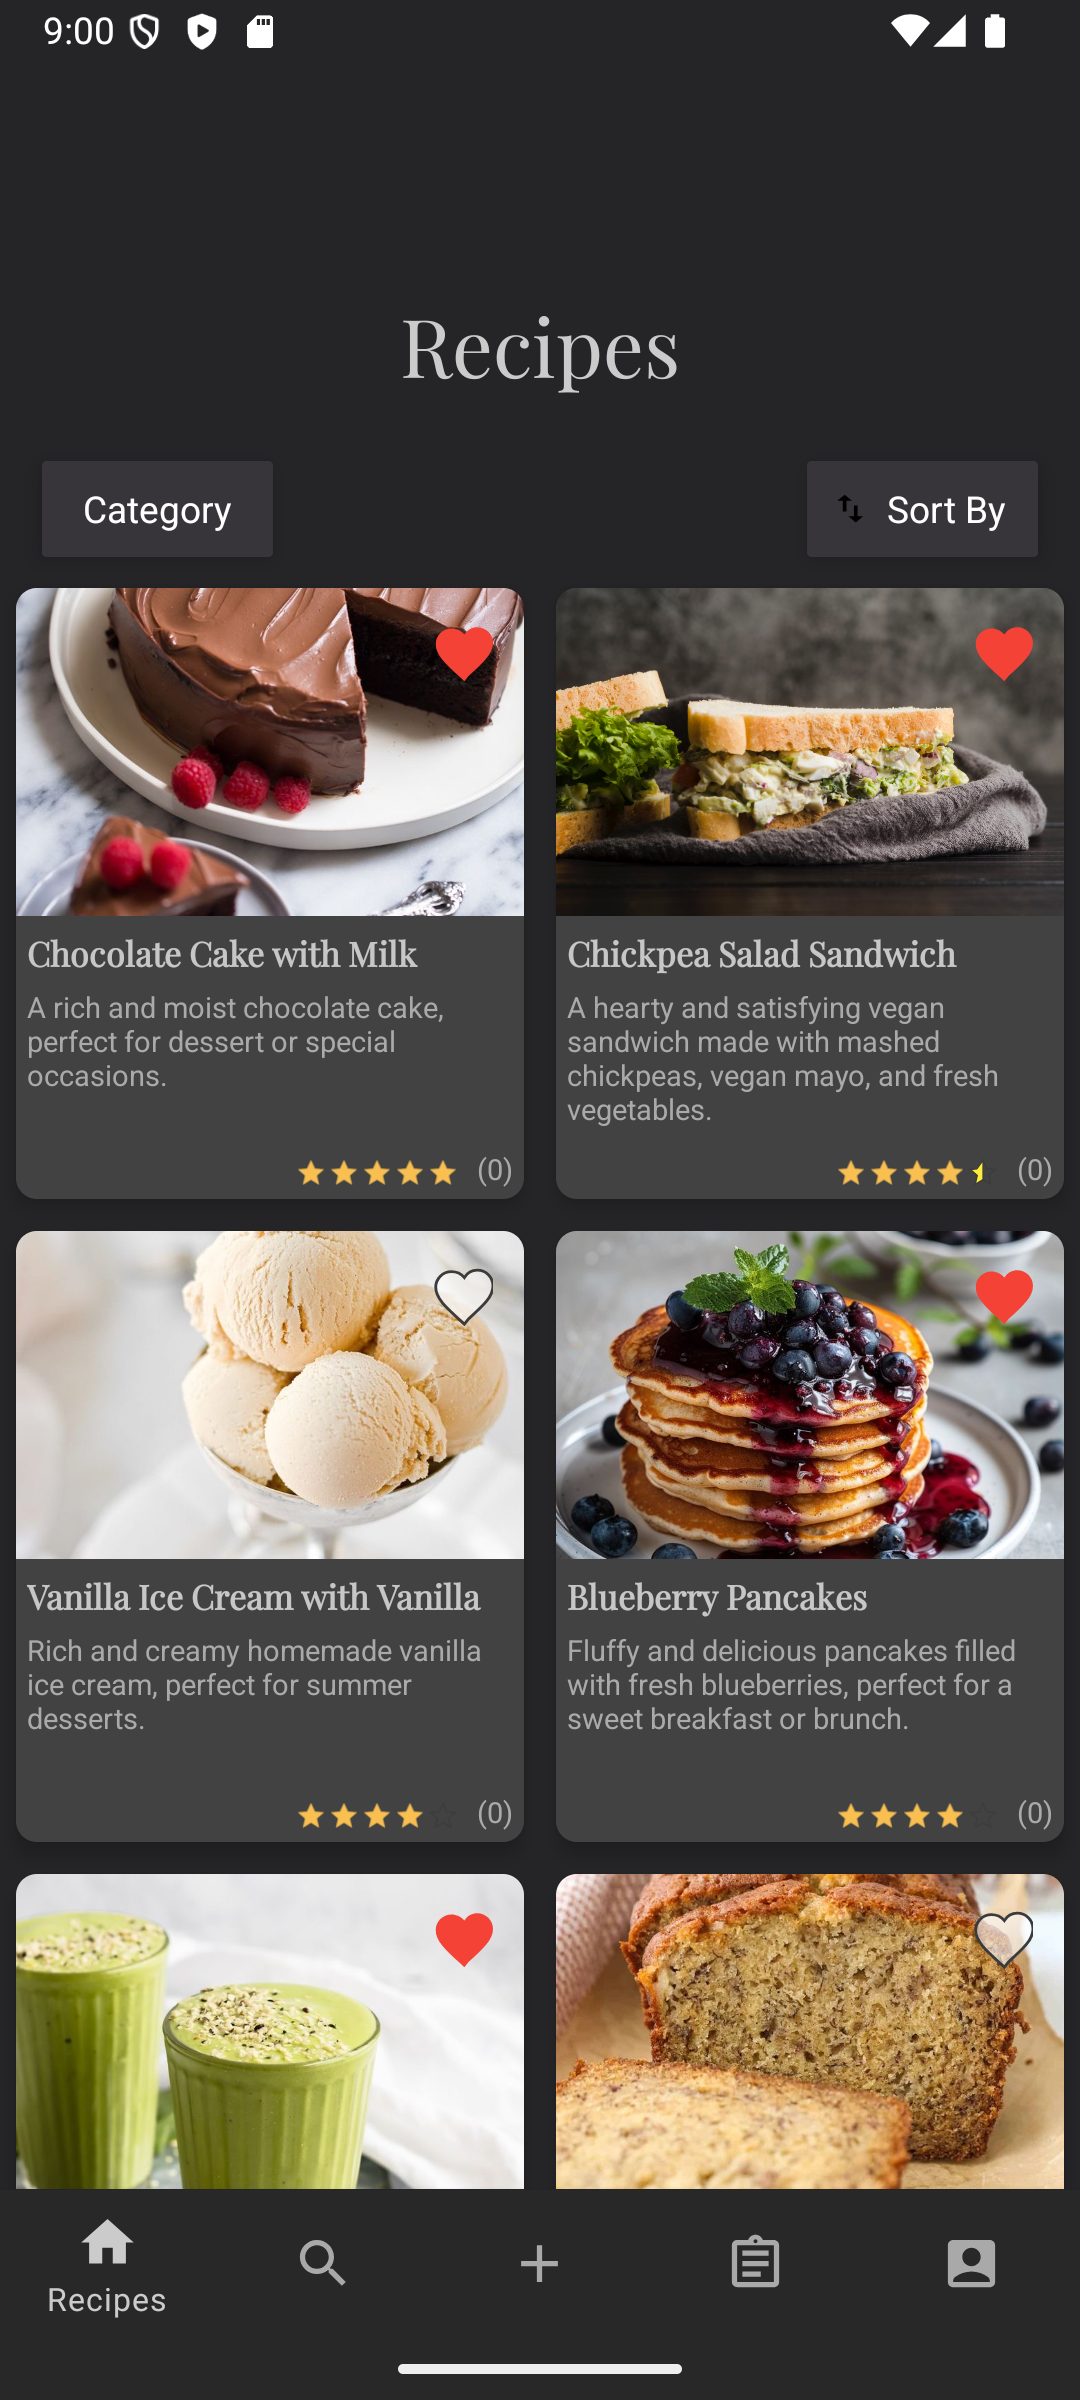 9:00
Recipes
Category
Sort By
Chocolate Cake with Milk
A rich and moist chocolate cake,
perfect for dessert or special
occasions.
(0)
Chickpea Salad Sandwich
A hearty and satisfying vegan
sandwich made with mashed
chickpeas, vegan mayo, and fresh
vegetables.
(0)
Vanilla Ice Cream with Vanilla
Rich and creamy homemade vanilla
ice cream, perfect for summer
desserts.
(0)
Blueberry Pancakes
Fluffy and delicious pancakes filled
with fresh blueberries, perfect for a
sweet breakfast or brunch.
(0)
Recipes